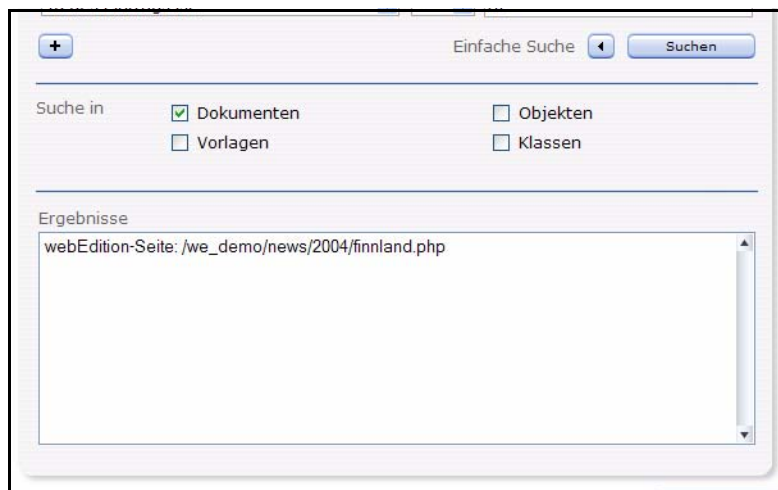 Einfache Suche Suchen
Suche in Dokumenten Objekten
Vorlagen Klassen
Ergebnisse
webEdition-Seite: /we_demo/news/2004/finnland.php